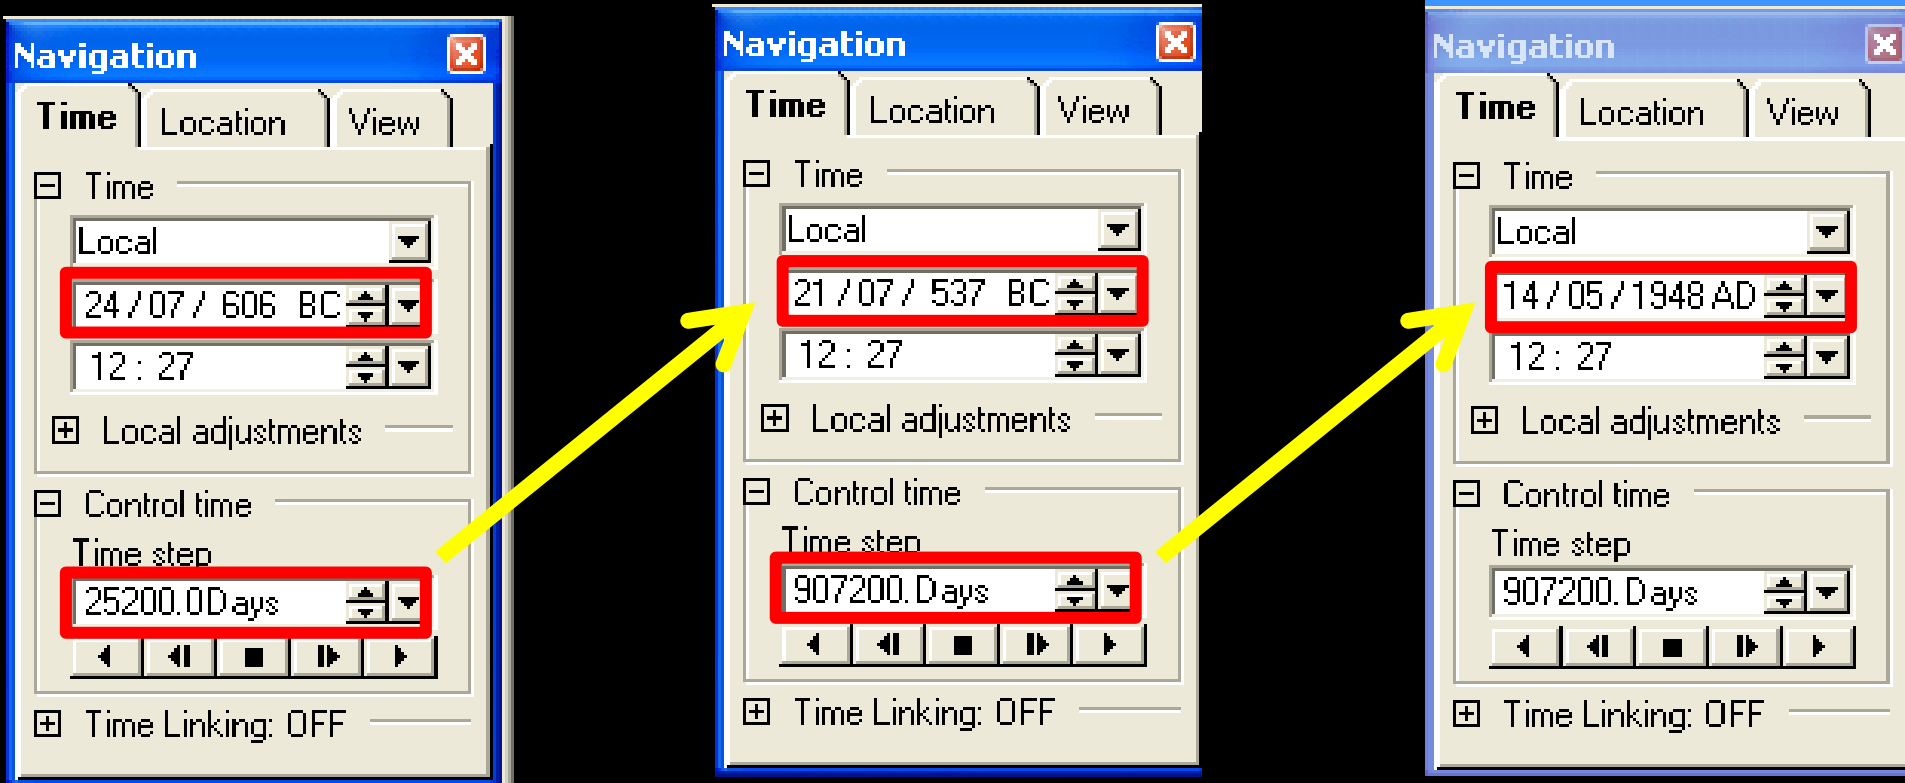 Navigation
Time Location View
Time
Local
24/07/ 606 BC
12: 27
Local adjustments
Control time
Time step
25200.0Days
Time Linking: OFF
Navigation
Time Location View
Time
Local
21/07/ 537 BC
12: 27
Local adjustments
Control time
Time step
907200.Days
Time Linking: OFF
Navigation
Time Location View
Time
Local
14/05/1948 AD
12: 27
Local adjustments
Control time
Time step
907200.Days
Time Linking: OFF